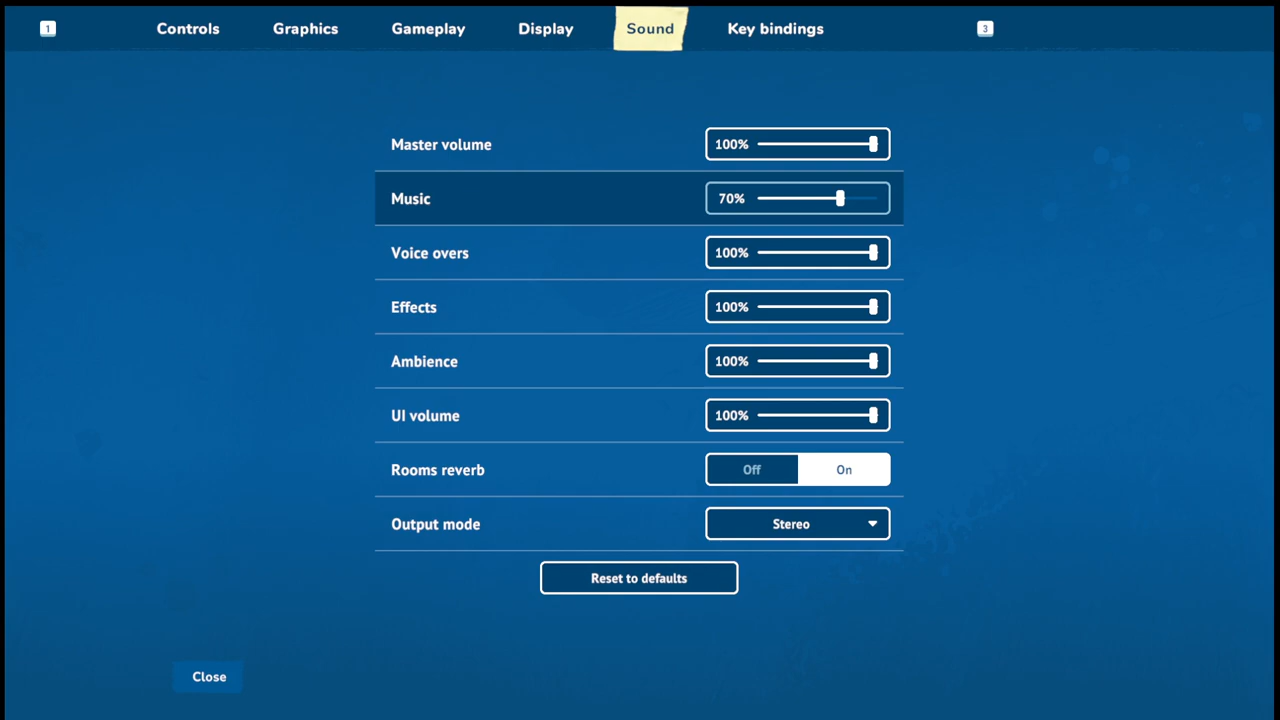 1 Controls Graphics Gameplay Display Sound Key bindings 3
Master volume 100%
Music 70%
Voice overs 100%
Effects 100%
Ambience 100%
UI volume 100%
Rooms reverb Off On
Output mode Stereo
Reset to defaults
Close